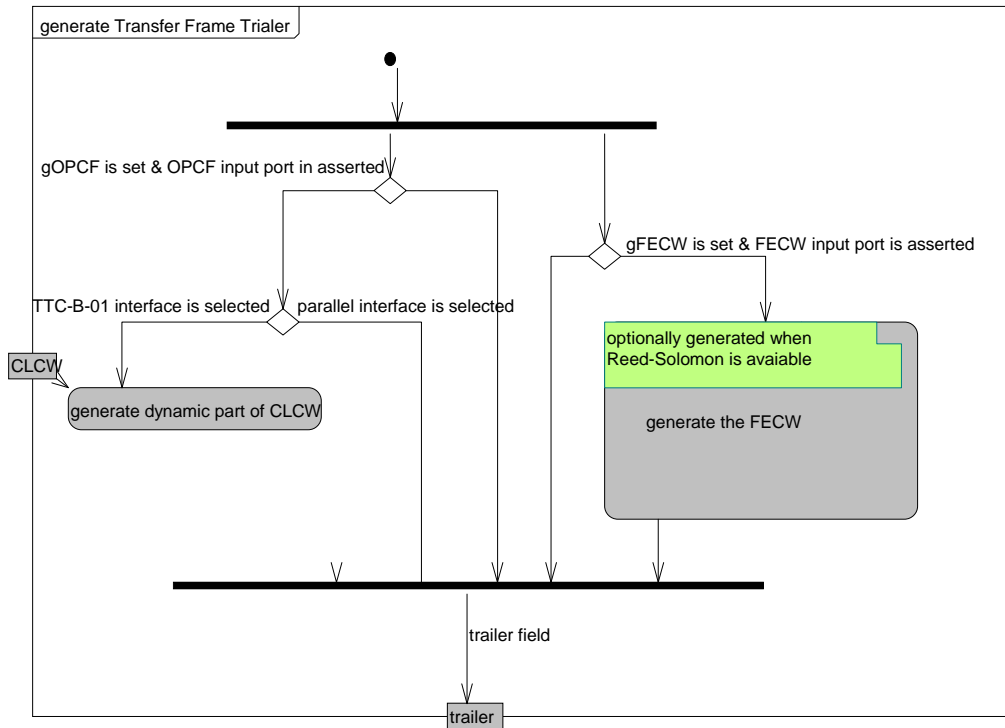 generate Transfer Frame Trialer
gOPCF is set & OPCF input port in asserted
gFECW is set & FECW input port is asserted
TTC-B-01 interface is selected
parallel interface is selected
optionally generated when
Reed-Solomon is avaiable
CLCW
generate dynamic part of CLCW
generate the FECW
trailer field
trailer